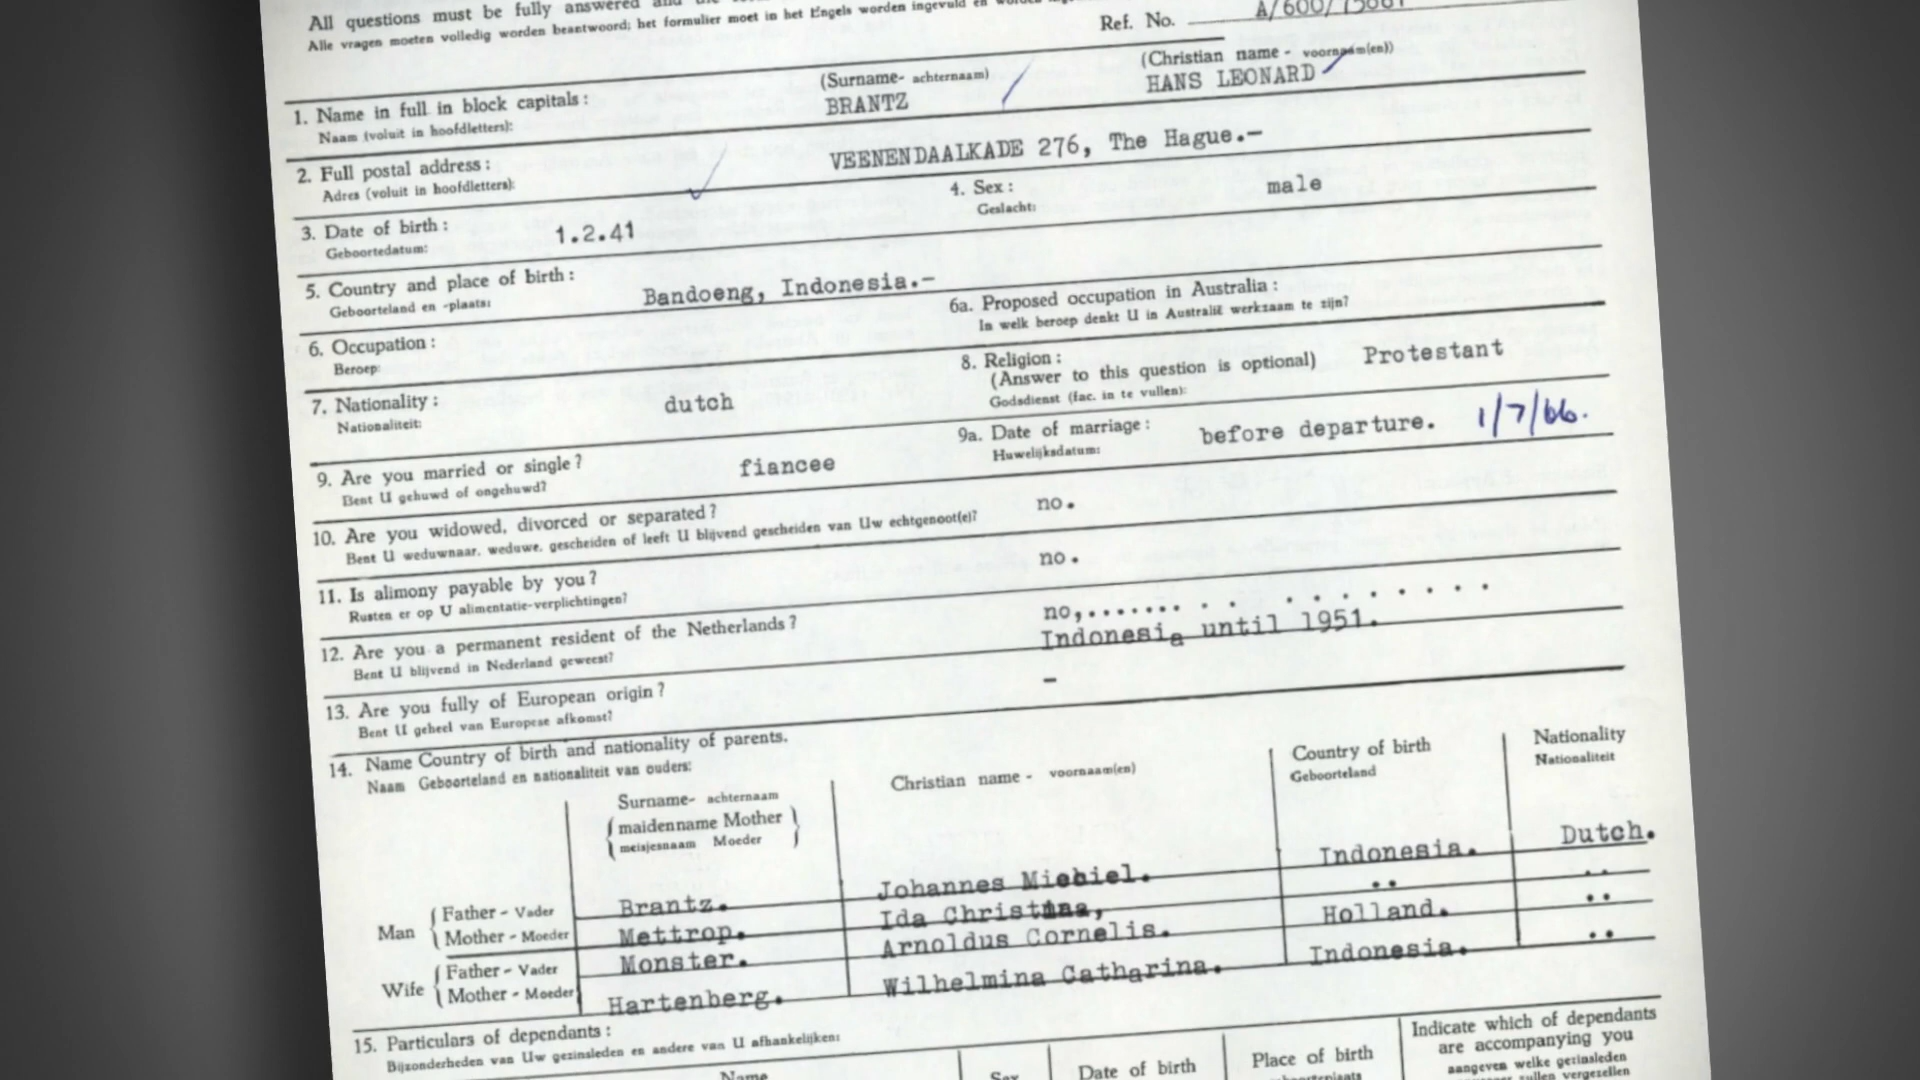 All questions must be fully answered and the
Alle vragen moeten volledig worden beantwoord; het formulier moet in het Engels worden ingevuld en
Ref. No. A/600/
1. Name in full in block capitals :
Naam (voluit in hoofdletters):
(Surname- achternaam)
BRANTZ
(Christian name - voornaam(en))
HANS LEONARD
2. Full postal address :
Adres (voluit in hoofdletters):
VEENENDAALKADE 276, The Hague.-
3. Date of birth :
Geboortedatum:
1.2.41
4. Sex :
Geslacht:
male
5. Country and place of birth :
Geboorteland en -plaats:
Bandoeng, Indonesia.-
6. Occupation :
Beroep:
6a. Proposed occupation in Australia :
In welk beroep denkt U in Australië werkzaam te zijn?
7. Nationality :
Nationaliteit:
dutch
8. Religion :
(Answer to this question is optional)
Godsdienst (fac. in te vullen):
Protestant
9. Are you married or single ?
Bent U gehuwd of ongehuwd?
fiancee
9a. Date of marriage :
Huwelijksdatum:
before departure. 1/7/66.
10. Are you widowed, divorced or separated ?
Bent U weduwnaar, weduwe, gescheiden of leeft U blijvend gescheiden van Uw echtgenoot(e)?
no.
11. Is alimony payable by you ?
Rusten er op U alimentatie-verplichtingen?
no.
12. Are you a permanent resident of the Netherlands ?
Bent U blijvend in Nederland geweest?
no,....... . . . . . . . . . .
Indonesia until 1951.
13. Are you fully of European origin ?
Bent U geheel van Europese afkomst?
-
14. Name Country of birth and nationality of parents.
Naam Geboorteland en nationaliteit van ouders:
Surname- achternaam
maidenname Mother
meisjesnaam Moeder
Christian name - voornaam(en)
Country of birth
Geboorteland
Nationality
Nationaliteit
Man
Father - Vader Brantz. Johannes Michiel. Indonesia. Dutch.
Mother - Moeder Mettrop. Ida Christina, .. ..
Wife
Father - Vader Monster. Arnoldus Cornelis. Holland. ..
Mother - Moeder Hartenberg. Wilhelmina Catharina. Indonesia. ..
15. Particulars of dependants :
Bijzonderheden van Uw gezinsleden en andere van U afhankelijken:
Name
Sex
Date of birth
Place of birth
Indicate which of dependants
are accompanying you
aangeven welke gezinsleden
zullen vergezellen